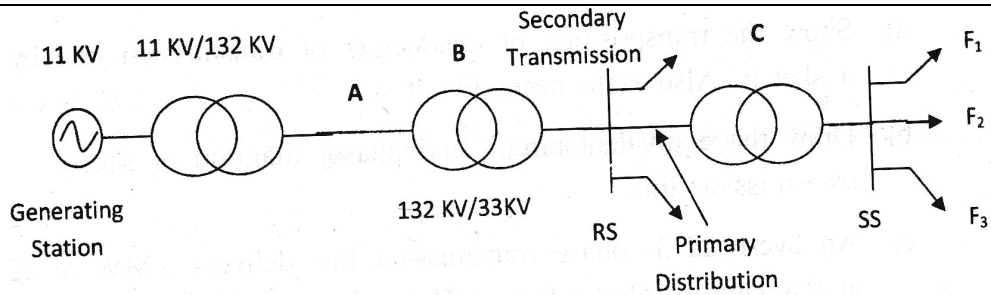 11 KV
11 KV/132 KV
A
B
Secondary
Transmission
C
F1
F2
F3
Generating
Station
132 KV/33KV
RS
Primary
Distribution
SS